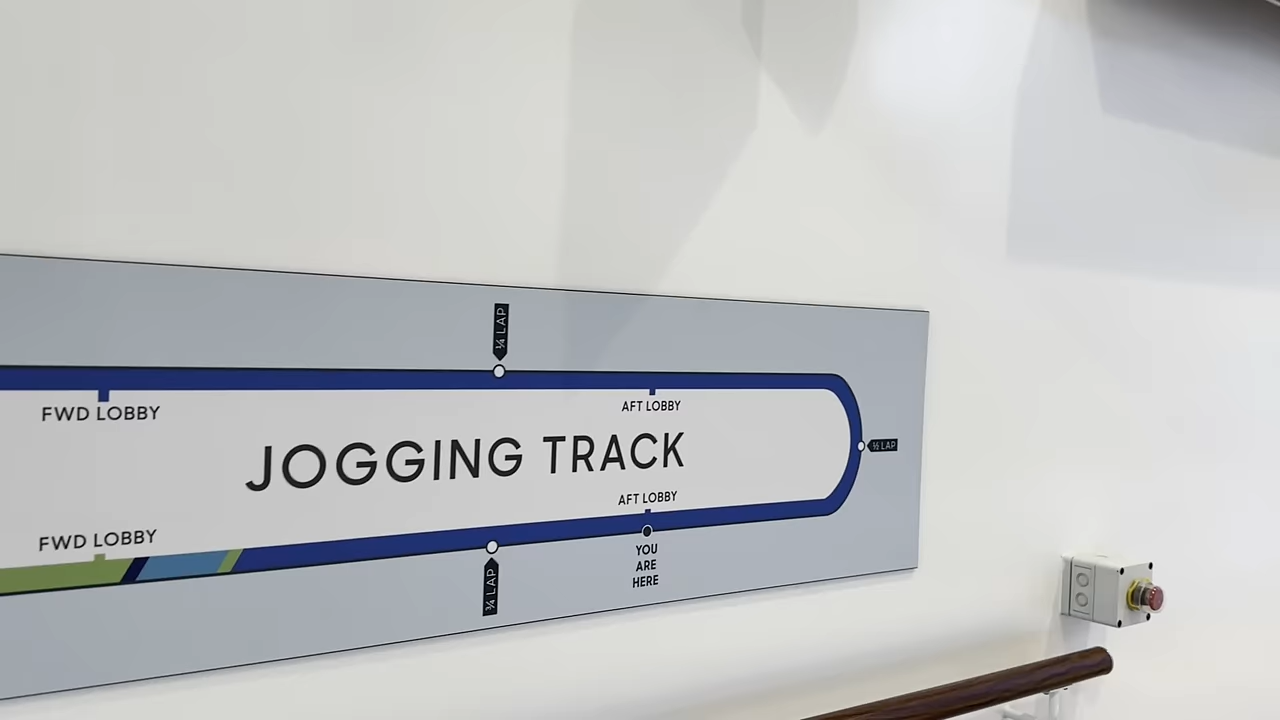 ¼ LAP
FWD LOBBY
AFT LOBBY
JOGGING TRACK
½ LAP
AFT LOBBY
FWD LOBBY
YOU
ARE
HERE
¾ LAP